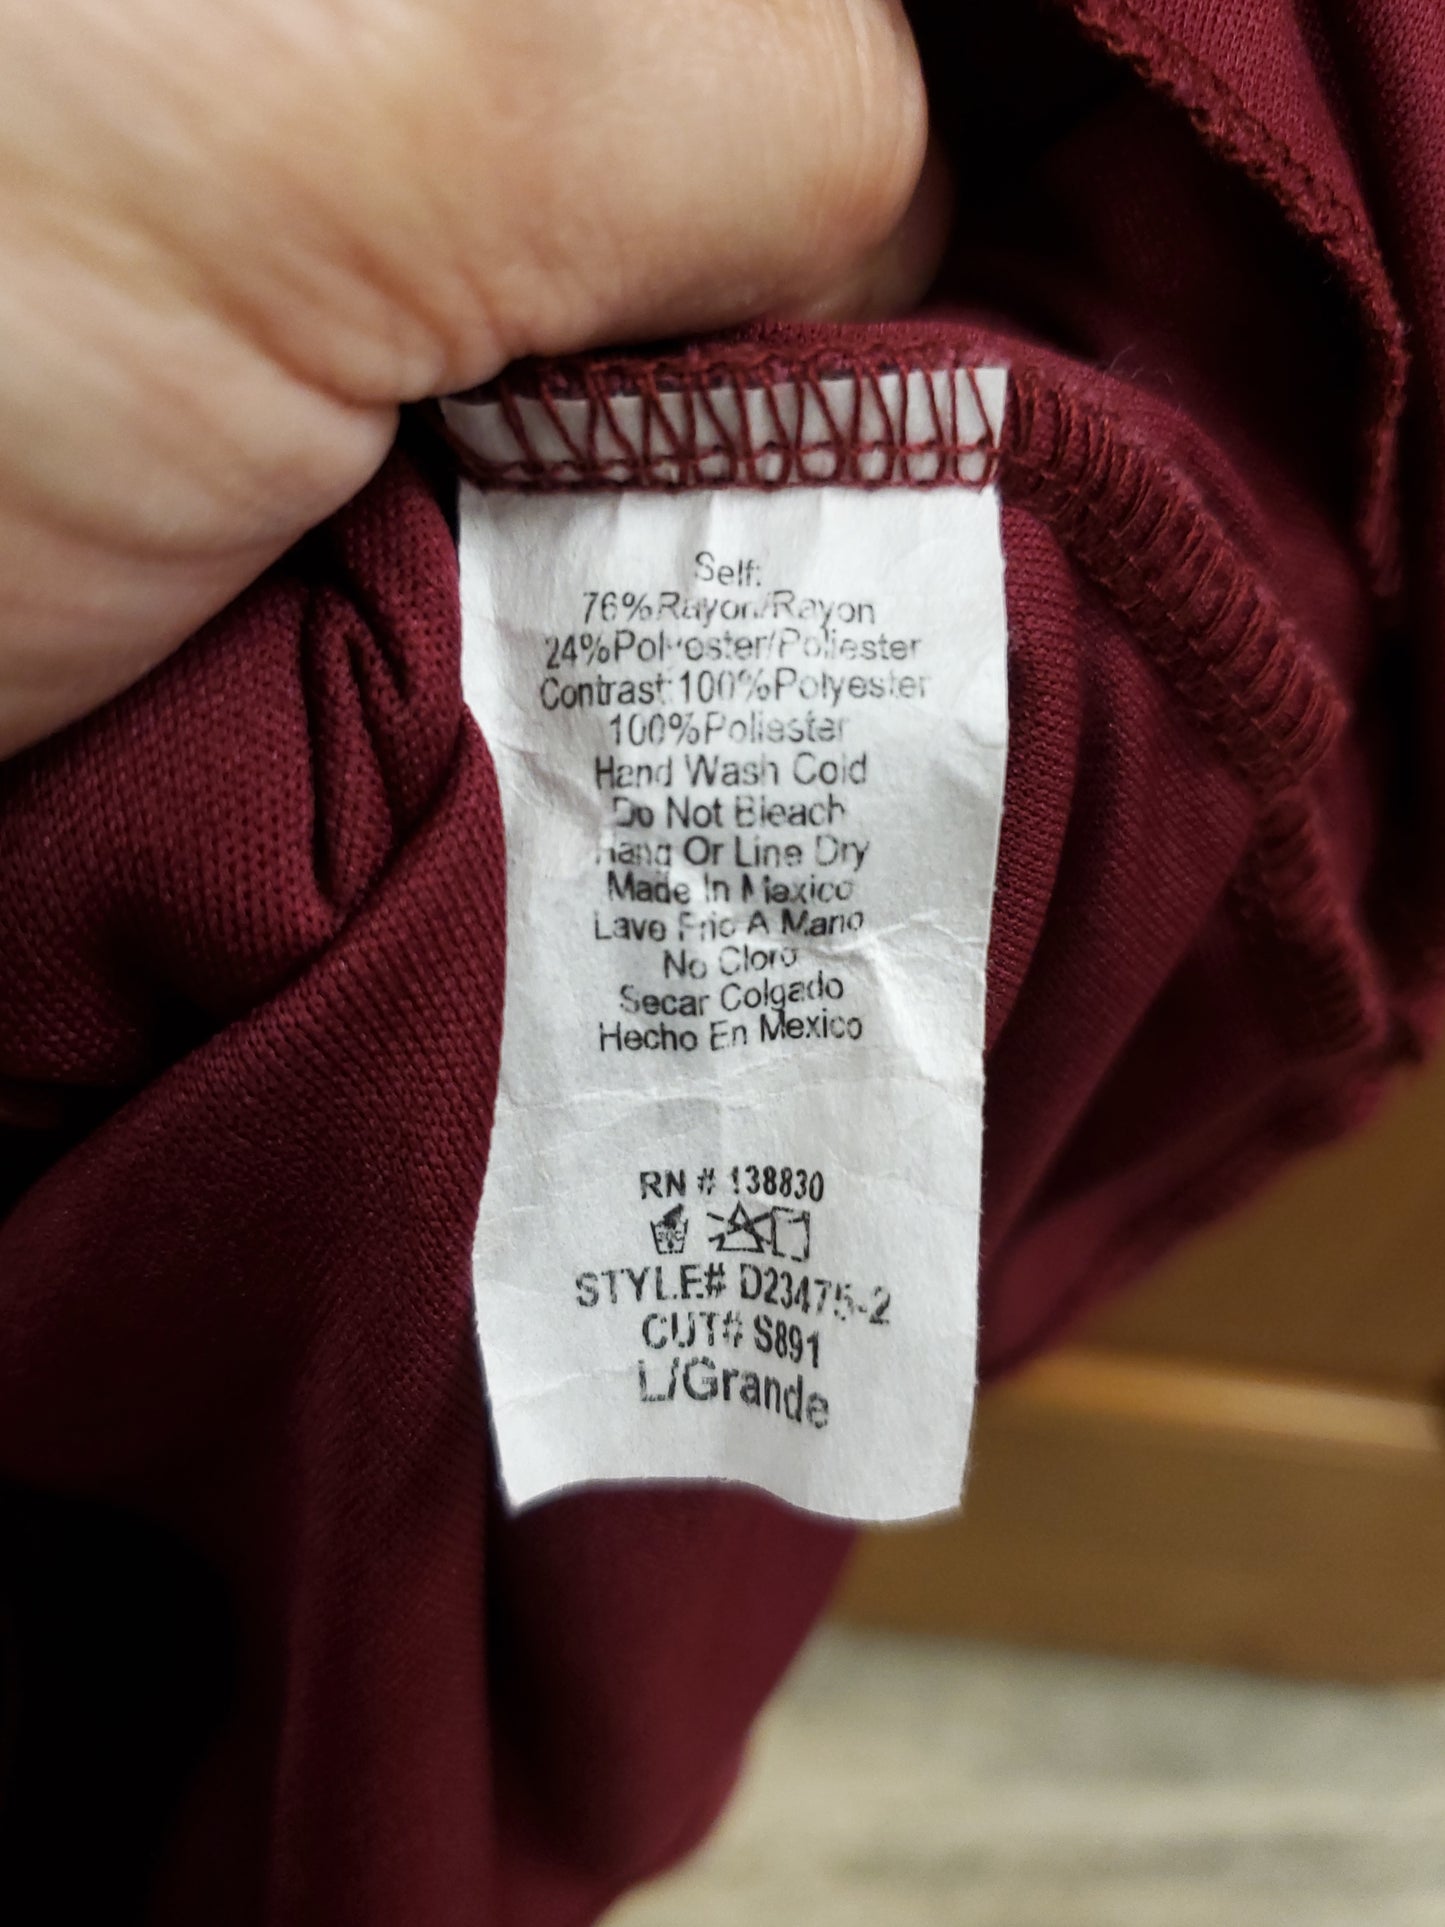 Self:
76%Rayon/Rayon
24%Polyester/Poliester
Contrast:100%Polyester
100%Poliester
Hand Wash Cold
Do Not Bleach
Hang Or Line Dry
Made In Mexico
Lave Frio A Mano
No Cloro
Secar Colgado
Hecho En Mexico
RN # 138830
STYLE# D23475-2
CUT# S891
L/Grande